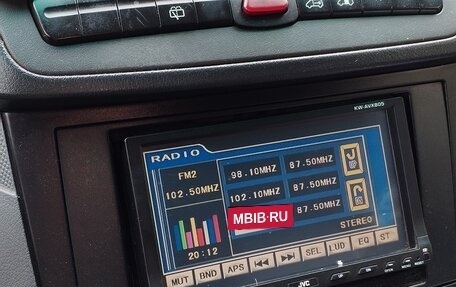 KW-AVX805
RADIO
FM2
102.50MHZ
98.10MHZ 87.50MHZ
102.10MHZ 87.50MHZ
87.50MHZ
MBIB·RU
STEREO
20:12
MUT BND APS SEL LUD EQ ST
JVC